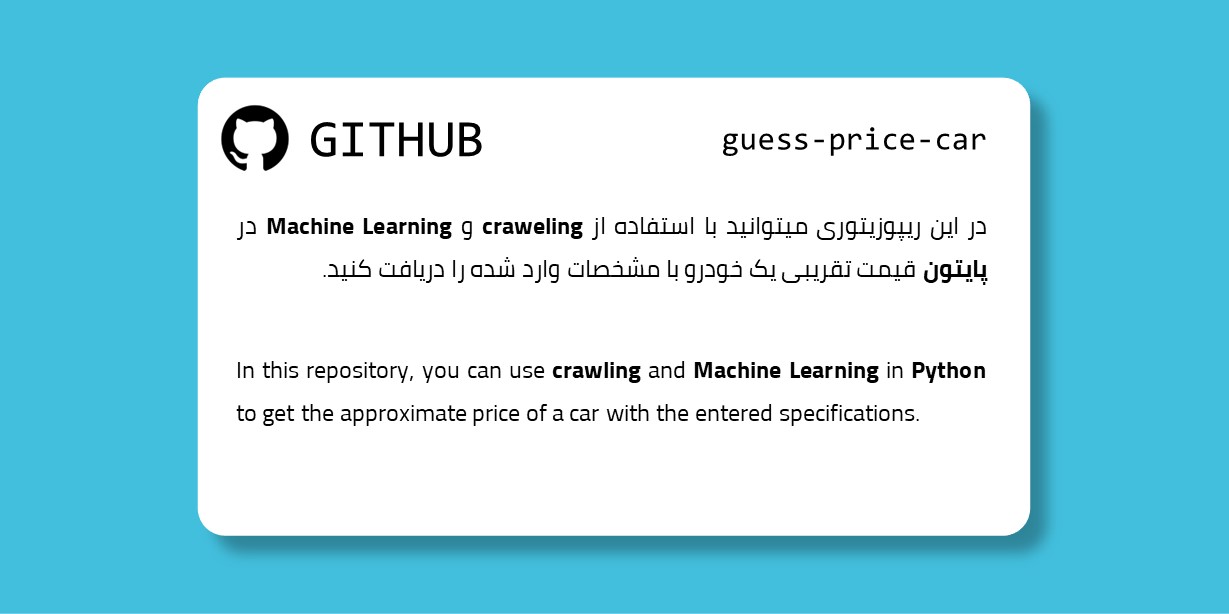 GITHUB
guess-price-car
در این ریپوزیتوری میتوانید با استفاده از craweling و Machine Learning در
پایتون قیمت تقریبی یک خودرو با مشخصات وارد شده را دریافت کنید.
In this repository, you can use crawling and Machine Learning in Python
to get the approximate price of a car with the entered specifications.